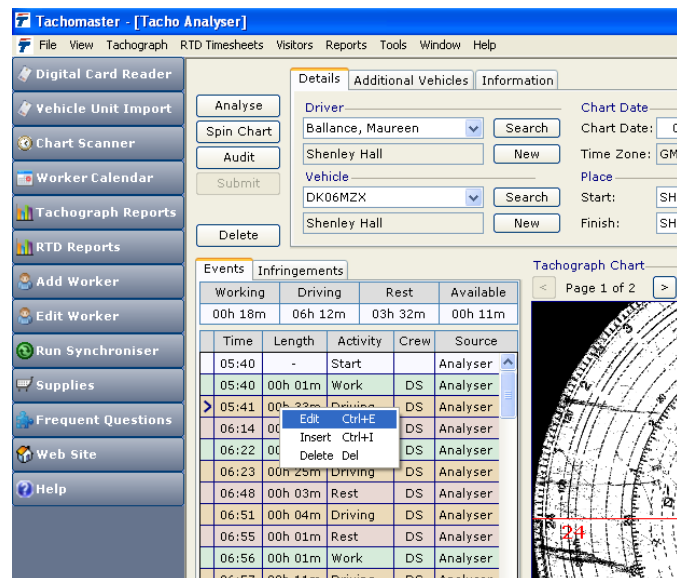 Tachomaster - [Tacho Analyser]
File View Tachograph RTD Timesheets Visitors Reports Tools Window Help
Digital Card Reader
Vehicle Unit Import
Chart Scanner
Worker Calendar
Tachograph Reports
RTD Reports
Add Worker
Edit Worker
Run Synchroniser
Supplies
Frequent Questions
Web Site
Help
Analyse
Spin Chart
Audit
Submit
Delete
Details Additional Vehicles Information
Driver
Ballance, Maureen Search
Shenley Hall New
Vehicle
DK06MZX Search
Shenley Hall New
Chart Date
Chart Date:
Time Zone: GM
Place
Start: SH
Finish: SH
Events Infringements
Working Driving Rest Available
00h 18m 06h 12m 03h 32m 00h 11m
Time Length Activity Crew Source
05:40 - Start Analyser
05:40 00h 01m Work DS Analyser
05:41 00h 33m Driving DS Analyser
06:14 DS Analyser
06:22 DS Analyser
06:23 00h 25m Driving DS Analyser
06:48 00h 03m Rest DS Analyser
06:51 00h 04m Driving DS Analyser
06:55 00h 01m Rest DS Analyser
06:56 00h 01m Work DS Analyser
Edit Ctrl+E
Insert Ctrl+I
Delete Del
Tachograph Chart
< Page 1 of 2 >
24